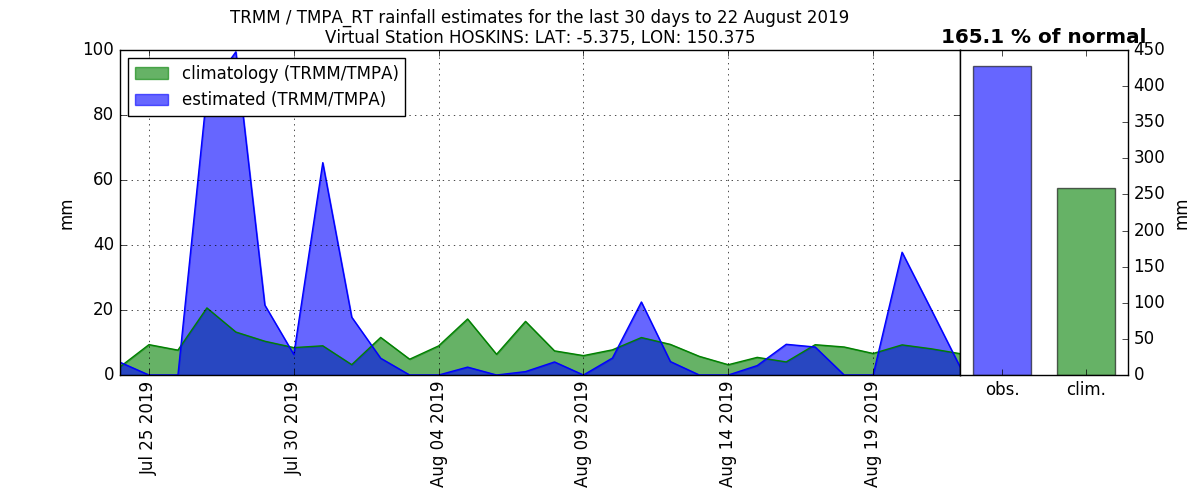 TRMM / TMPA_RT rainfall estimates for the last 30 days to 22 August 2019
Virtual Station HOSKINS: LAT: -5.375, LON: 150.375
165.1 % of normal
climatology (TRMM/TMPA)
estimated (TRMM/TMPA)
100
80
60
40
20
0
mm
Jul 25 2019
Jul 30 2019
Aug 04 2019
Aug 09 2019
Aug 14 2019
Aug 19 2019
obs.
clim.
450
400
350
300
250
200
150
100
50
0
mm